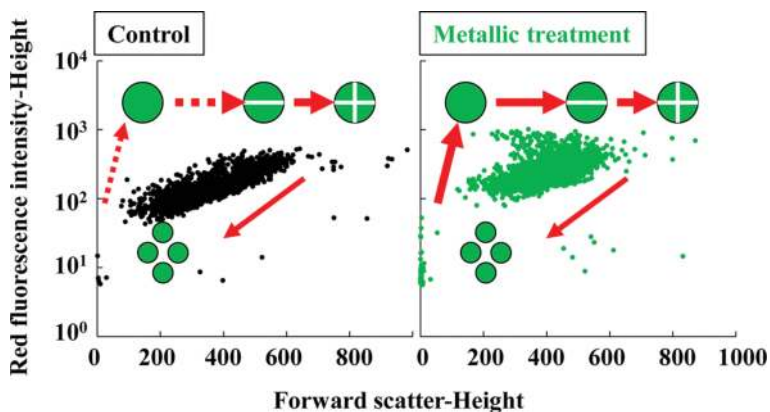 Control
Metallic treatment
Red fluorescence intensity-Height
10⁴
10³
10²
10¹
10⁰
0 200 400 600 800 0 200 400 600 800 1000
Forward scatter-Height